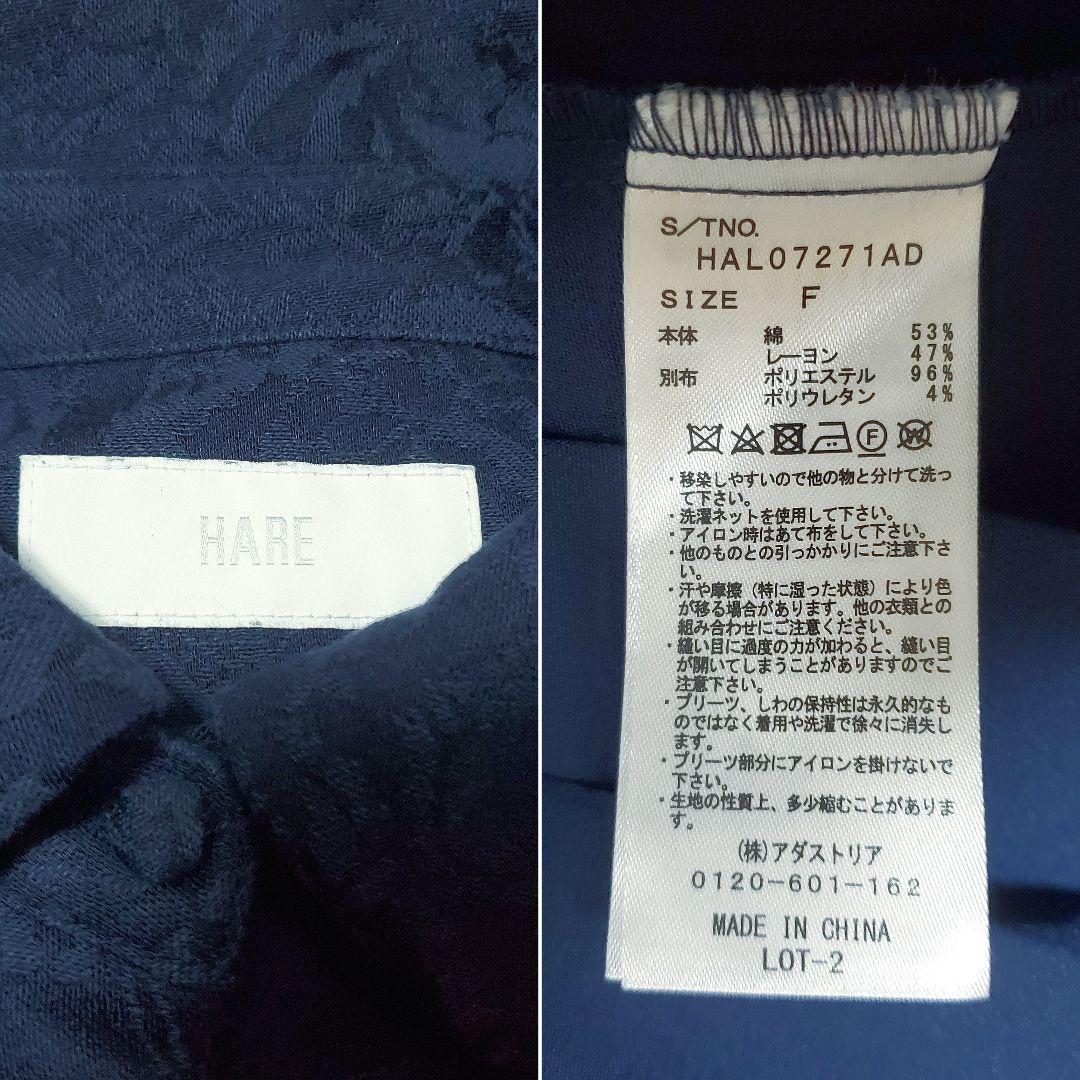 HARE
S/TNO.
HAL07271AD
SIZE F
本体 綿 53%
レーヨン 47%
別布 ポリエステル 96%
ポリウレタン 4%
F W
・移染しやすいので他の物と分けて洗っ
て下さい。
・洗濯ネットを使用して下さい。
・アイロン時はあて布をして下さい。
・他のものとの引っかかりにご注意下さ
い。
・汗や摩擦（特に湿った状態）により色
が移る場合があります。他の衣類との
組み合わせにご注意ください。
・縫い目に過度の力が加わると、縫い目
が開いてしまうことがありますのでご
注意下さい。
・プリーツ、しわの保持性は永久的なも
のではなく着用や洗濯で徐々に消失し
ます。
・プリーツ部分にアイロンを掛けないで
下さい。
・生地の性質上、多少縮むことがありま
す。
(株)アダストリア
0120-601-162
MADE IN CHINA
LOT-2